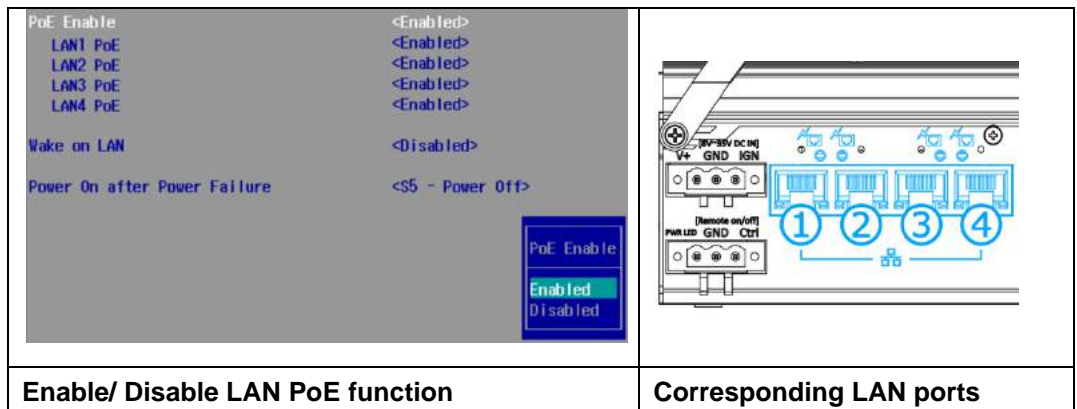 PoE Enable <Enabled>
LAN1 PoE <Enabled>
LAN2 PoE <Enabled>
LAN3 PoE <Enabled>
LAN4 PoE <Enabled>
Wake on LAN <Disabled>
Power On after Power Failure <S5 - Power Off>
PoE Enable
Enabled
Disabled
[8V~35V DC IN]
V+ GND IGN
[Remote on/off]
PWR LED GND Ctrl
1 2 3 4
Enable/ Disable LAN PoE function
Corresponding LAN ports